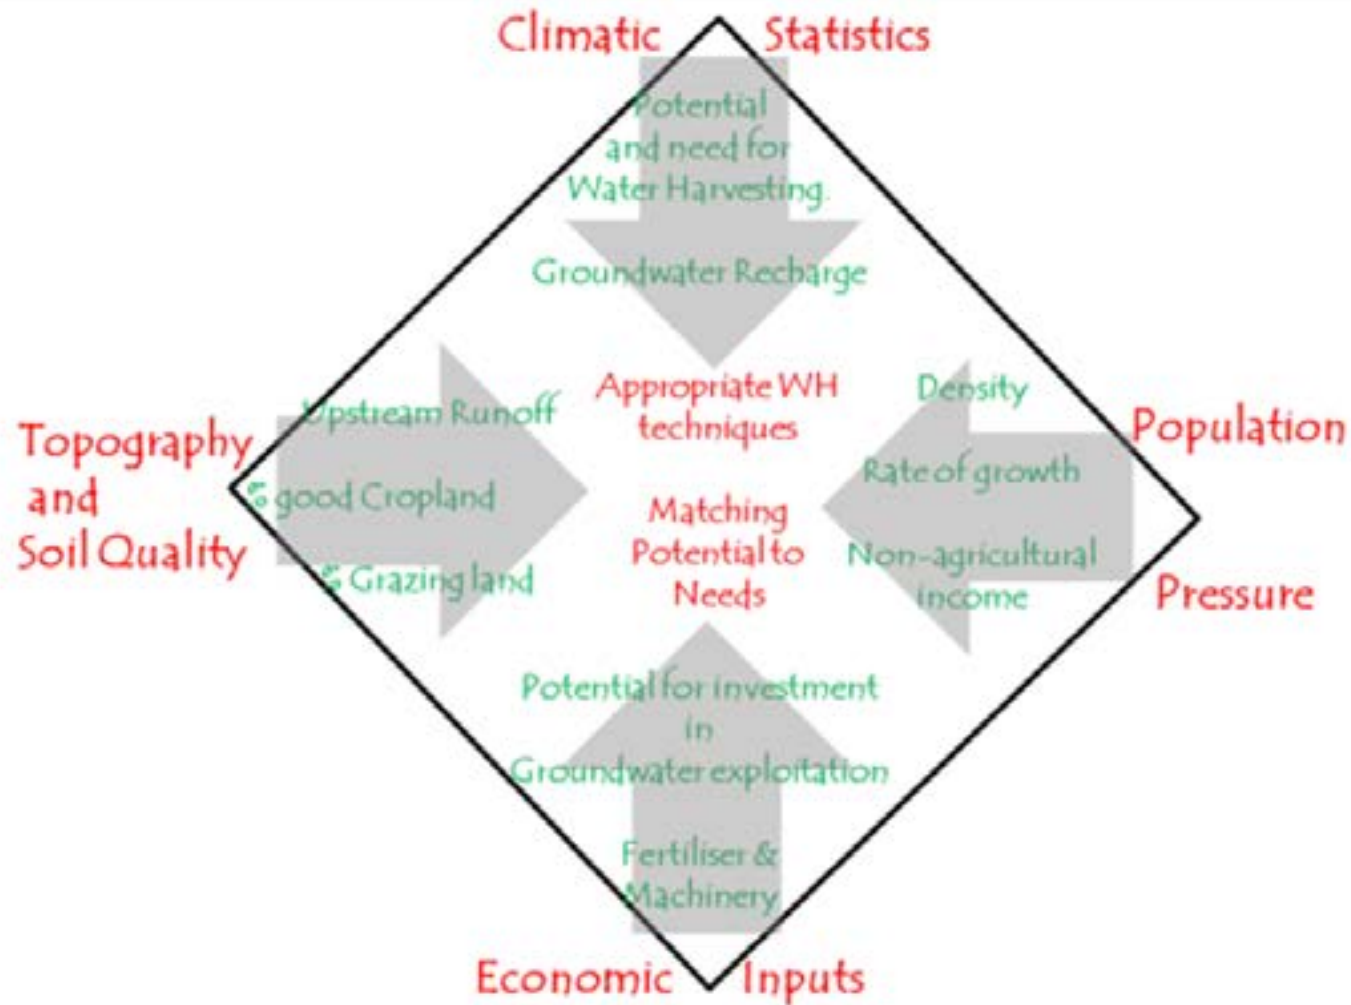 Climatic Statistics
Potential
and need for
Water Harvesting.
Groundwater Recharge
Topography
and
Soil Quality
Upstream Runoff
% good Cropland
% Grazing land
Appropriate WH
techniques
Matching
Potential to
Needs
Density
Rate of growth
Non-agricultural
income
Population
Pressure
Potential for investment
in
Groundwater exploitation
Fertiliser &
Machinery
Economic Inputs